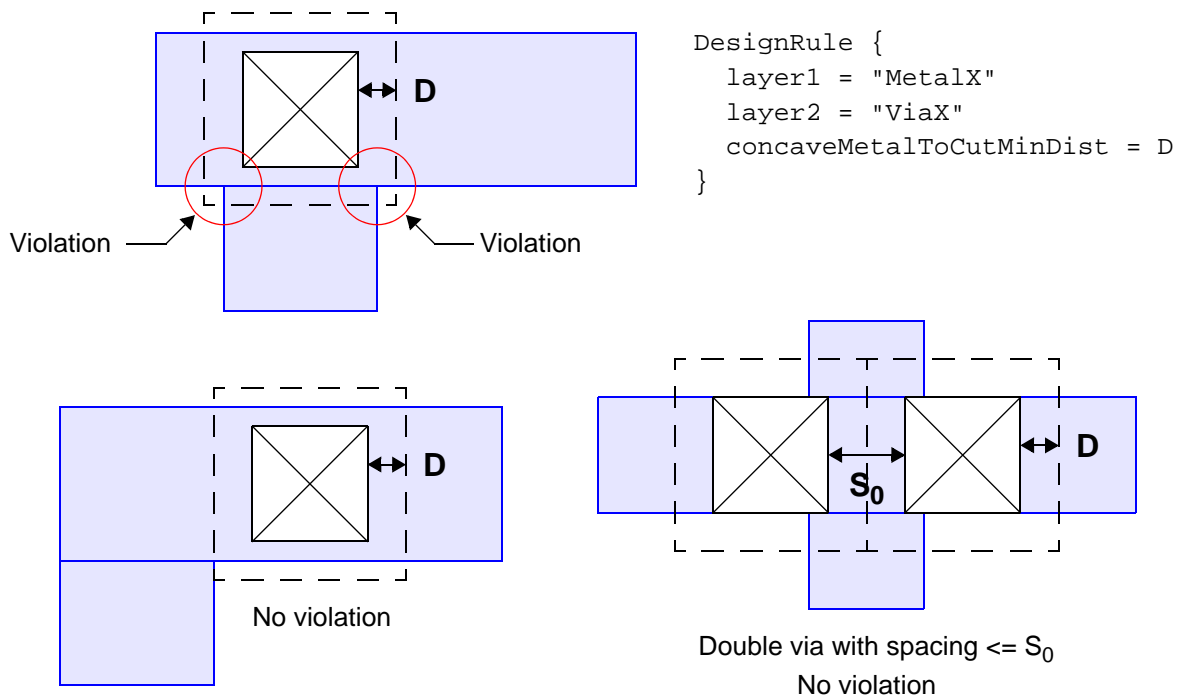 D
DesignRule {
layer1 = "MetalX"
layer2 = "ViaX"
concaveMetalToCutMinDist = D
}
Violation
Violation
D
No violation
S0
D
Double via with spacing <= S0
No violation